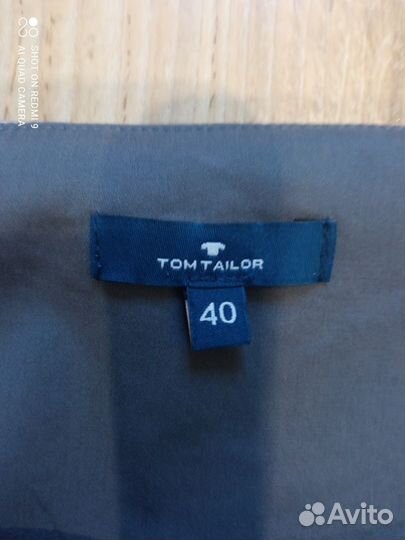 SHOT ON REDMI 9
AI QUAD CAMERA
TOM TAILOR
40
Avito